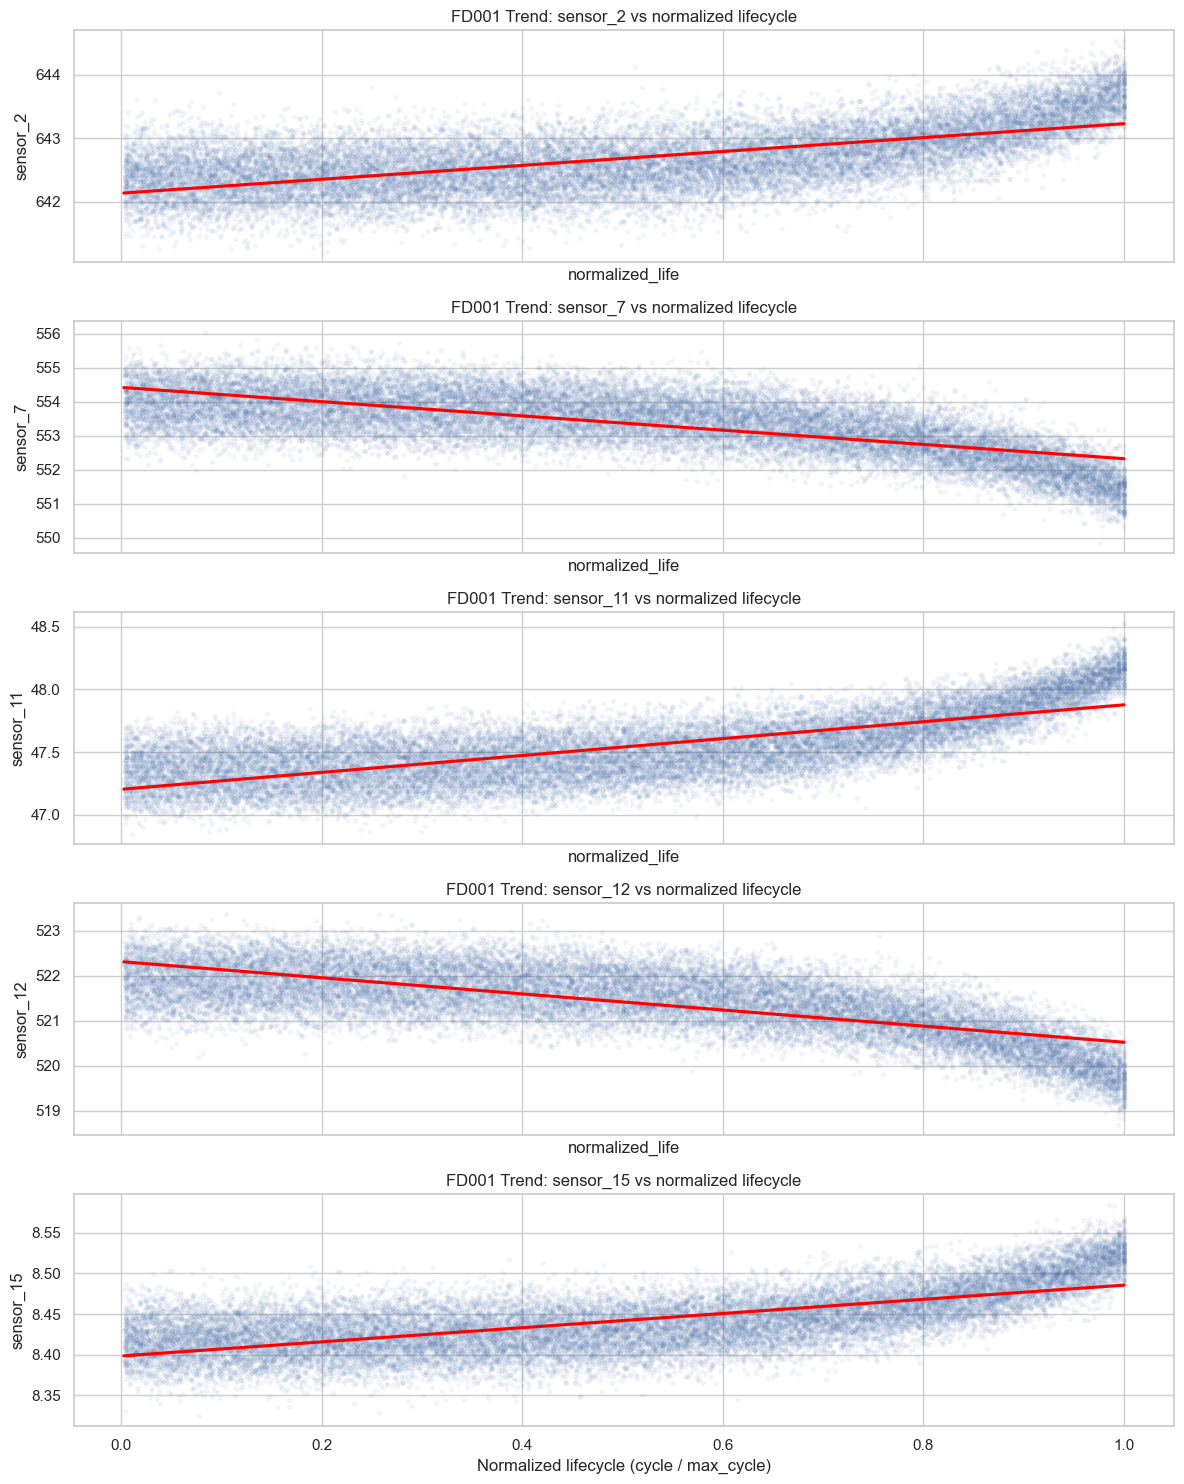 FD001 Trend: sensor_2 vs normalized lifecycle
644
643
642
sensor_2
normalized_life
FD001 Trend: sensor_7 vs normalized lifecycle
556
555
554
553
552
551
550
sensor_7
normalized_life
FD001 Trend: sensor_11 vs normalized lifecycle
48.5
48.0
47.5
47.0
sensor_11
normalized_life
FD001 Trend: sensor_12 vs normalized lifecycle
523
522
521
520
519
sensor_12
normalized_life
FD001 Trend: sensor_15 vs normalized lifecycle
8.55
8.50
8.45
8.40
8.35
sensor_15
0.0 0.2 0.4 0.6 0.8 1.0
Normalized lifecycle (cycle / max_cycle)